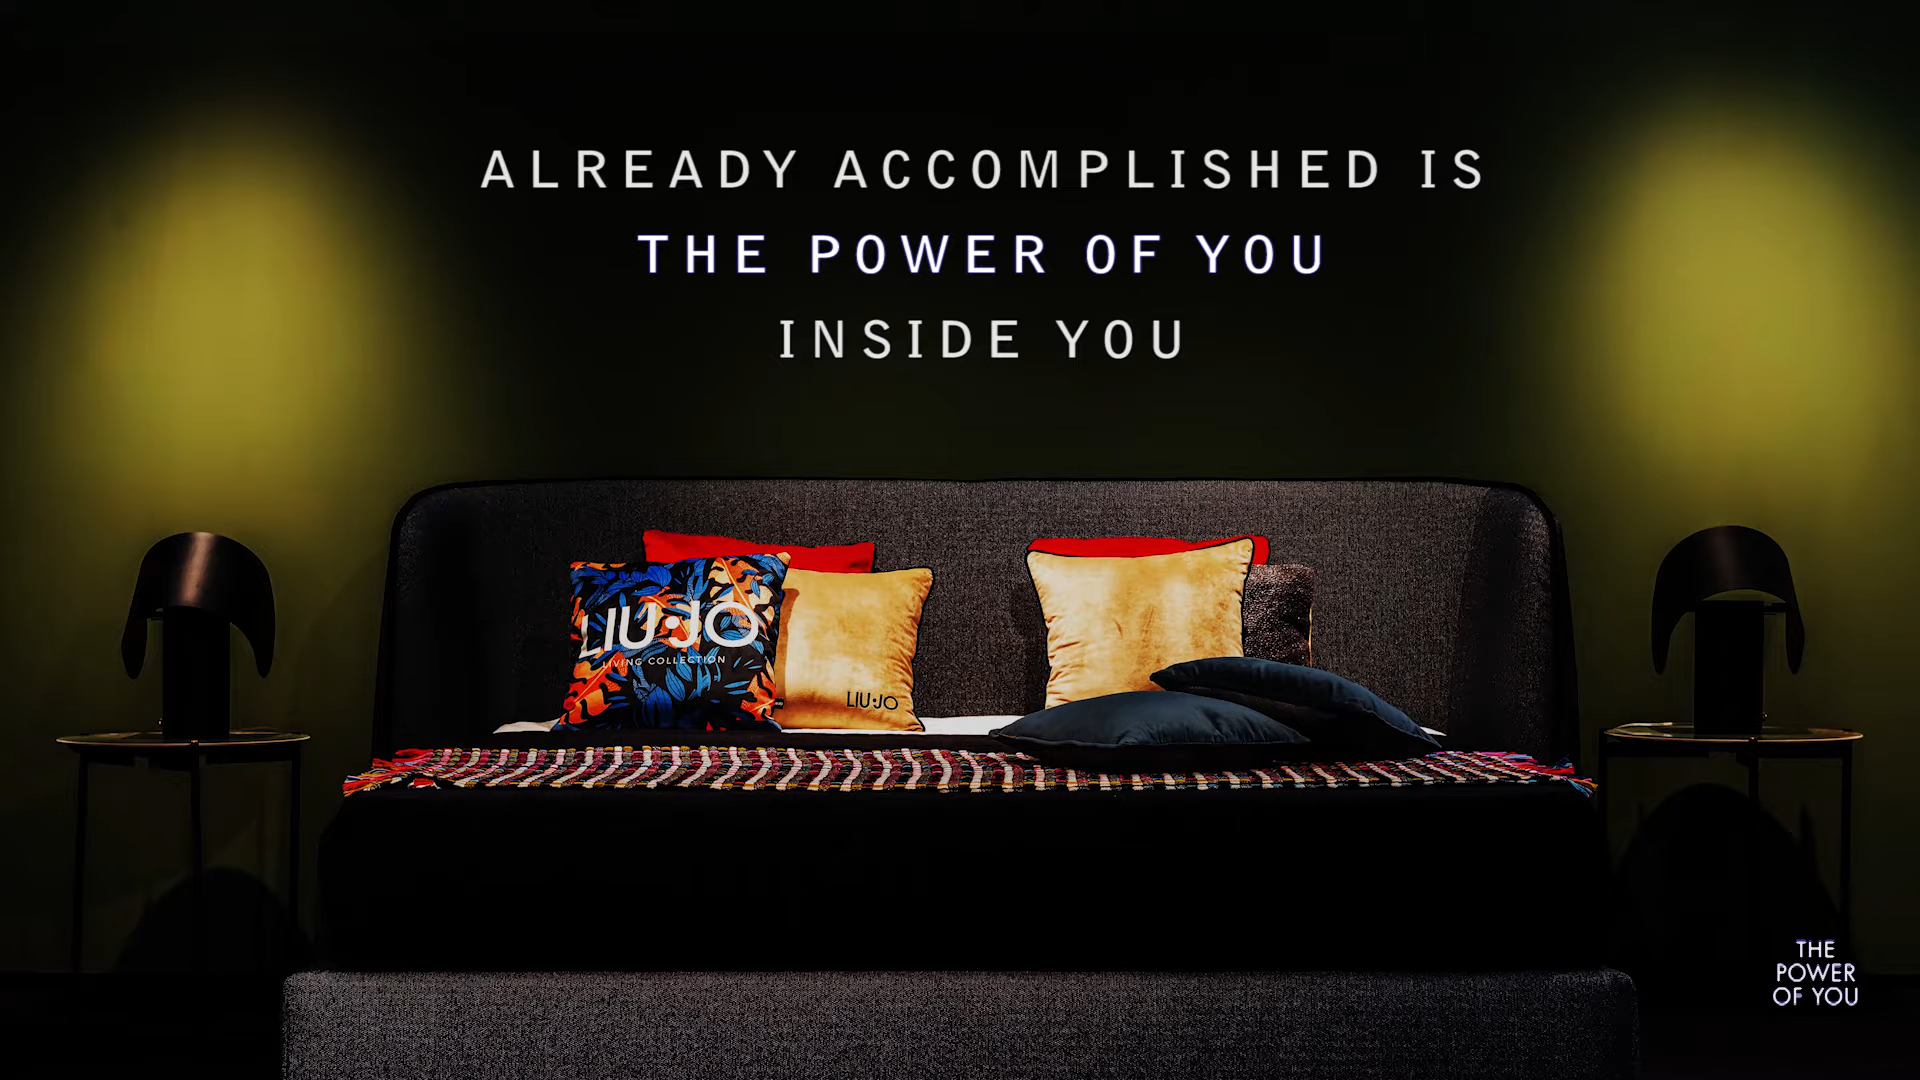 ALREADY ACCOMPLISHED IS
THE POWER OF YOU
INSIDE YOU
LIU·JO
LIVING COLLECTION
LIU·JO
THE
POWER
OF YOU